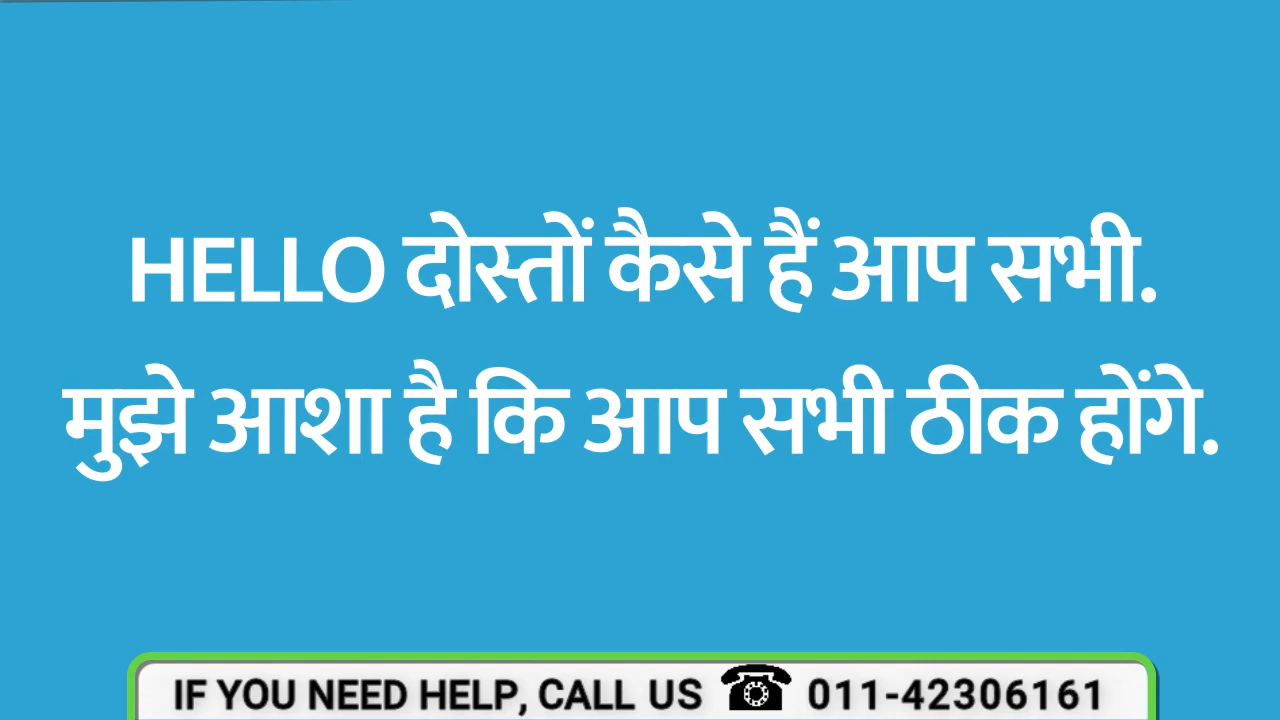 HELLO दोस्तों कैसे हैं आप सभी.
मुझे आशा है कि आप सभी ठीक होंगे.
IF YOU NEED HELP, CALL US ☎ 011-42306161